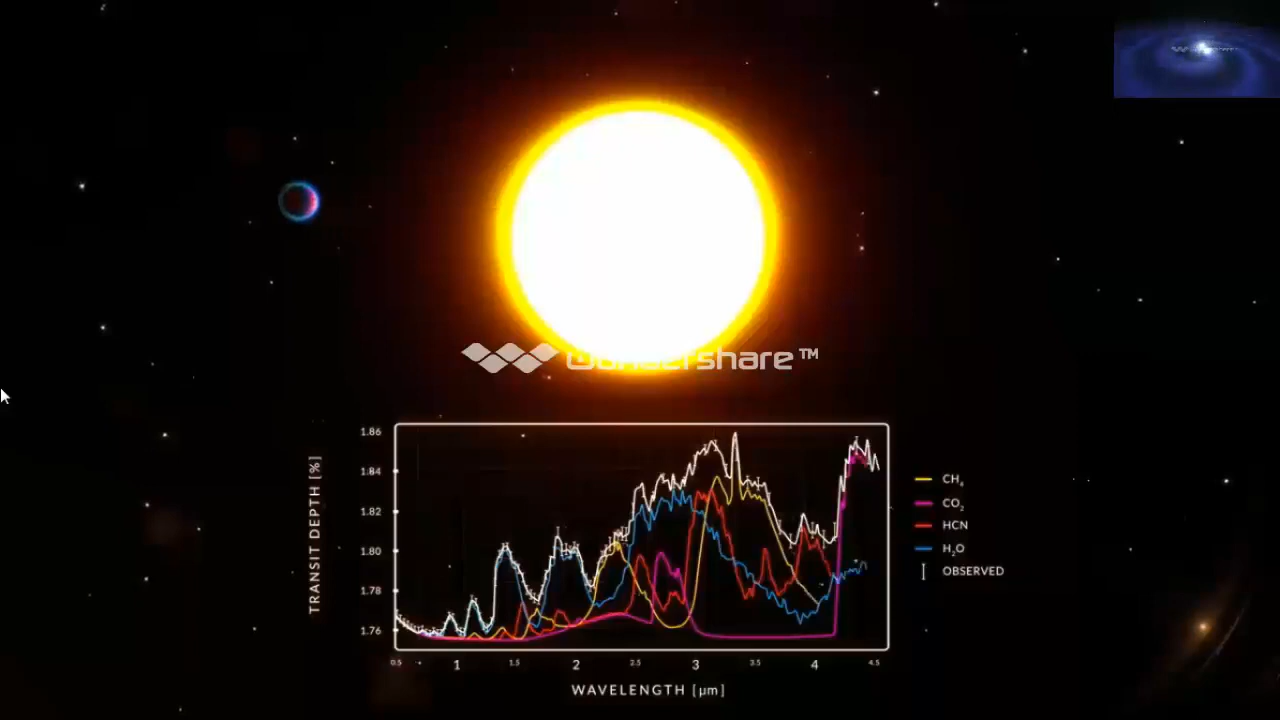 wondershare™
1.86
1.84
1.82
1.80
1.78
1.76
TRANSIT DEPTH [%]
0.5
1
1.5
2
2.5
3
3.5
4
4.5
WAVELENGTH [µm]
CH₄
CO₂
HCN
H₂O
OBSERVED